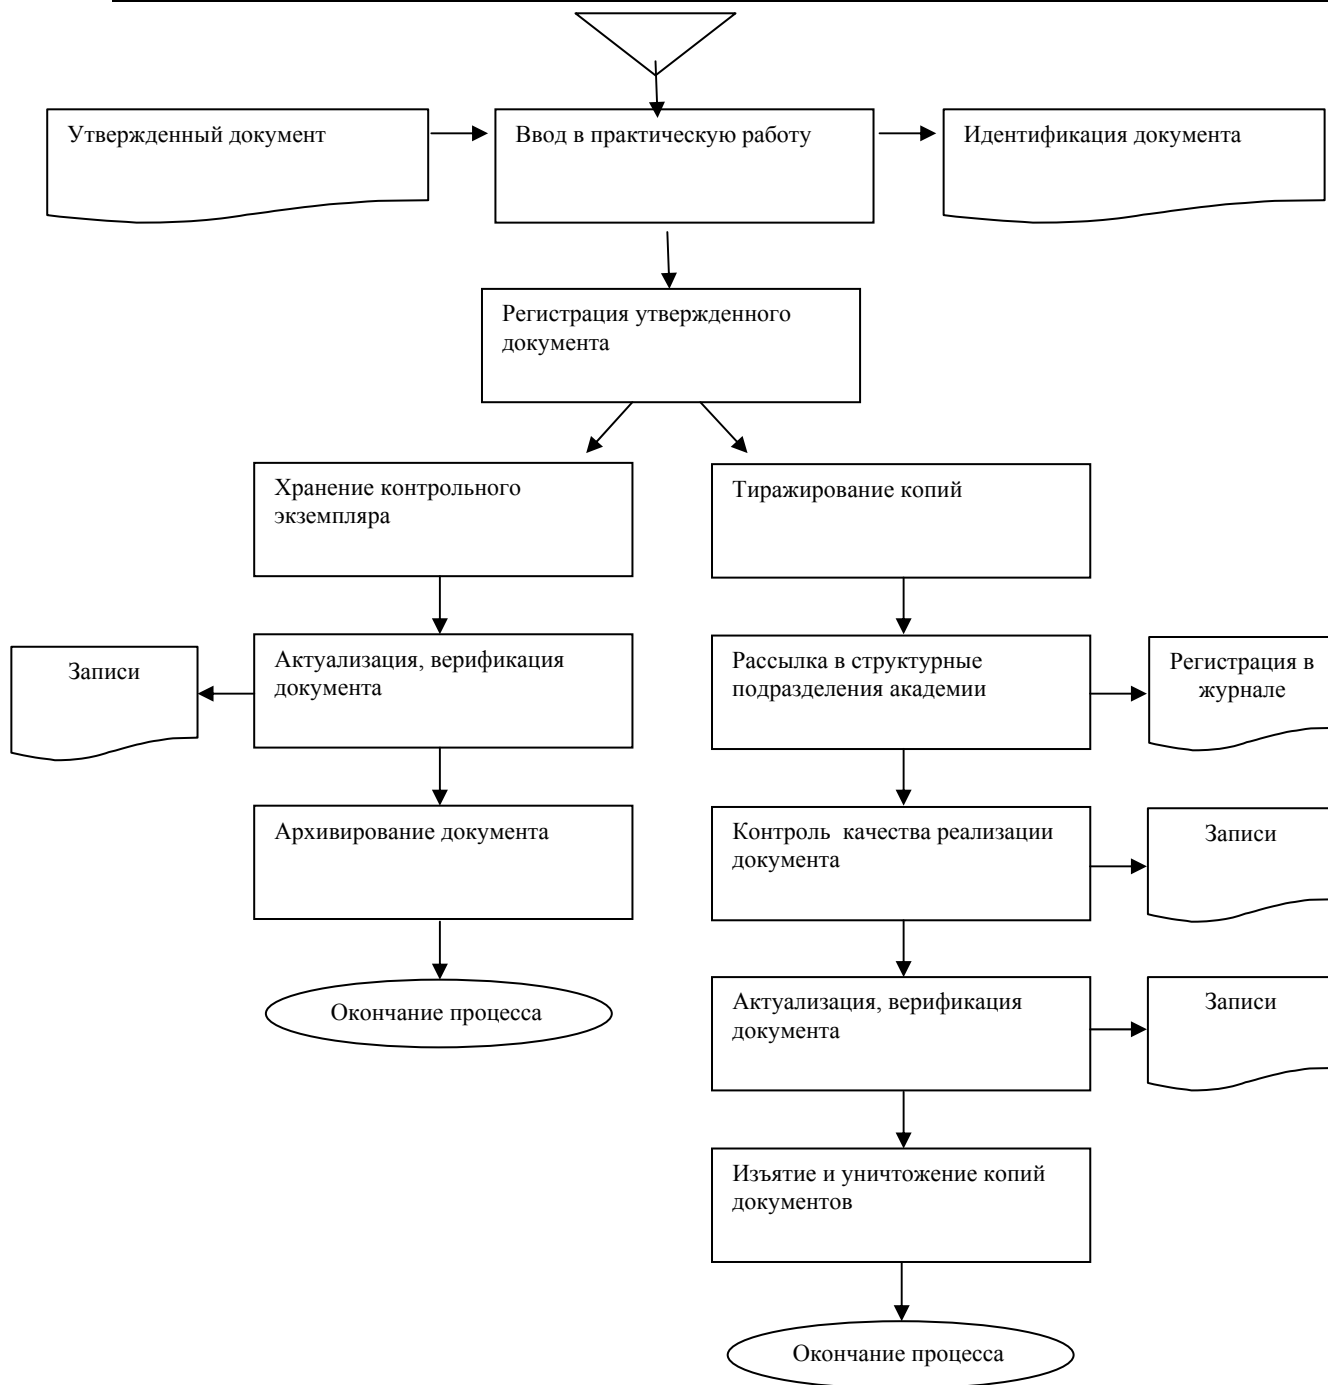 Утвержденный документ
Ввод в практическую работу
Идентификация документа
Регистрация утвержденного
документа
Хранение контрольного
экземпляра
Тиражирование копий
Записи
Актуализация, верификация
документа
Рассылка в структурные
подразделения академии
Регистрация в
журнале
Архивирование документа
Контроль  качества реализации
документа
Записи
Окончание процесса
Актуализация, верификация
документа
Записи
Изъятие и уничтожение копий
документов
Окончание процесса